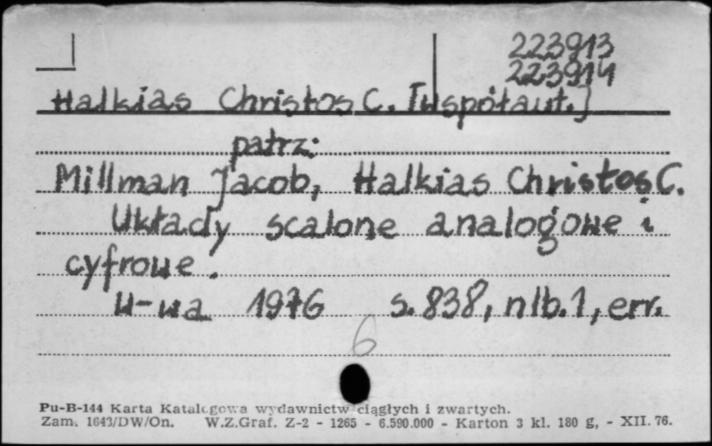 223913
223914
Halkias Christos C. [współaut.]
patrz:
Millman Jacob, Halkias Christos C.
Układy scalone analogowe i
cyfrowe.
W-wa 1976 s. 838, nlb. 1, err.
6
Pu-B-144 Karta Katalogowa wydawnictw ciągłych i zwartych.
Zam. 1643/DW/On. W.Z.Graf. Z-2 - 1265 - 6.590.000 - Karton 3 kl. 180 g, - XII. 76.